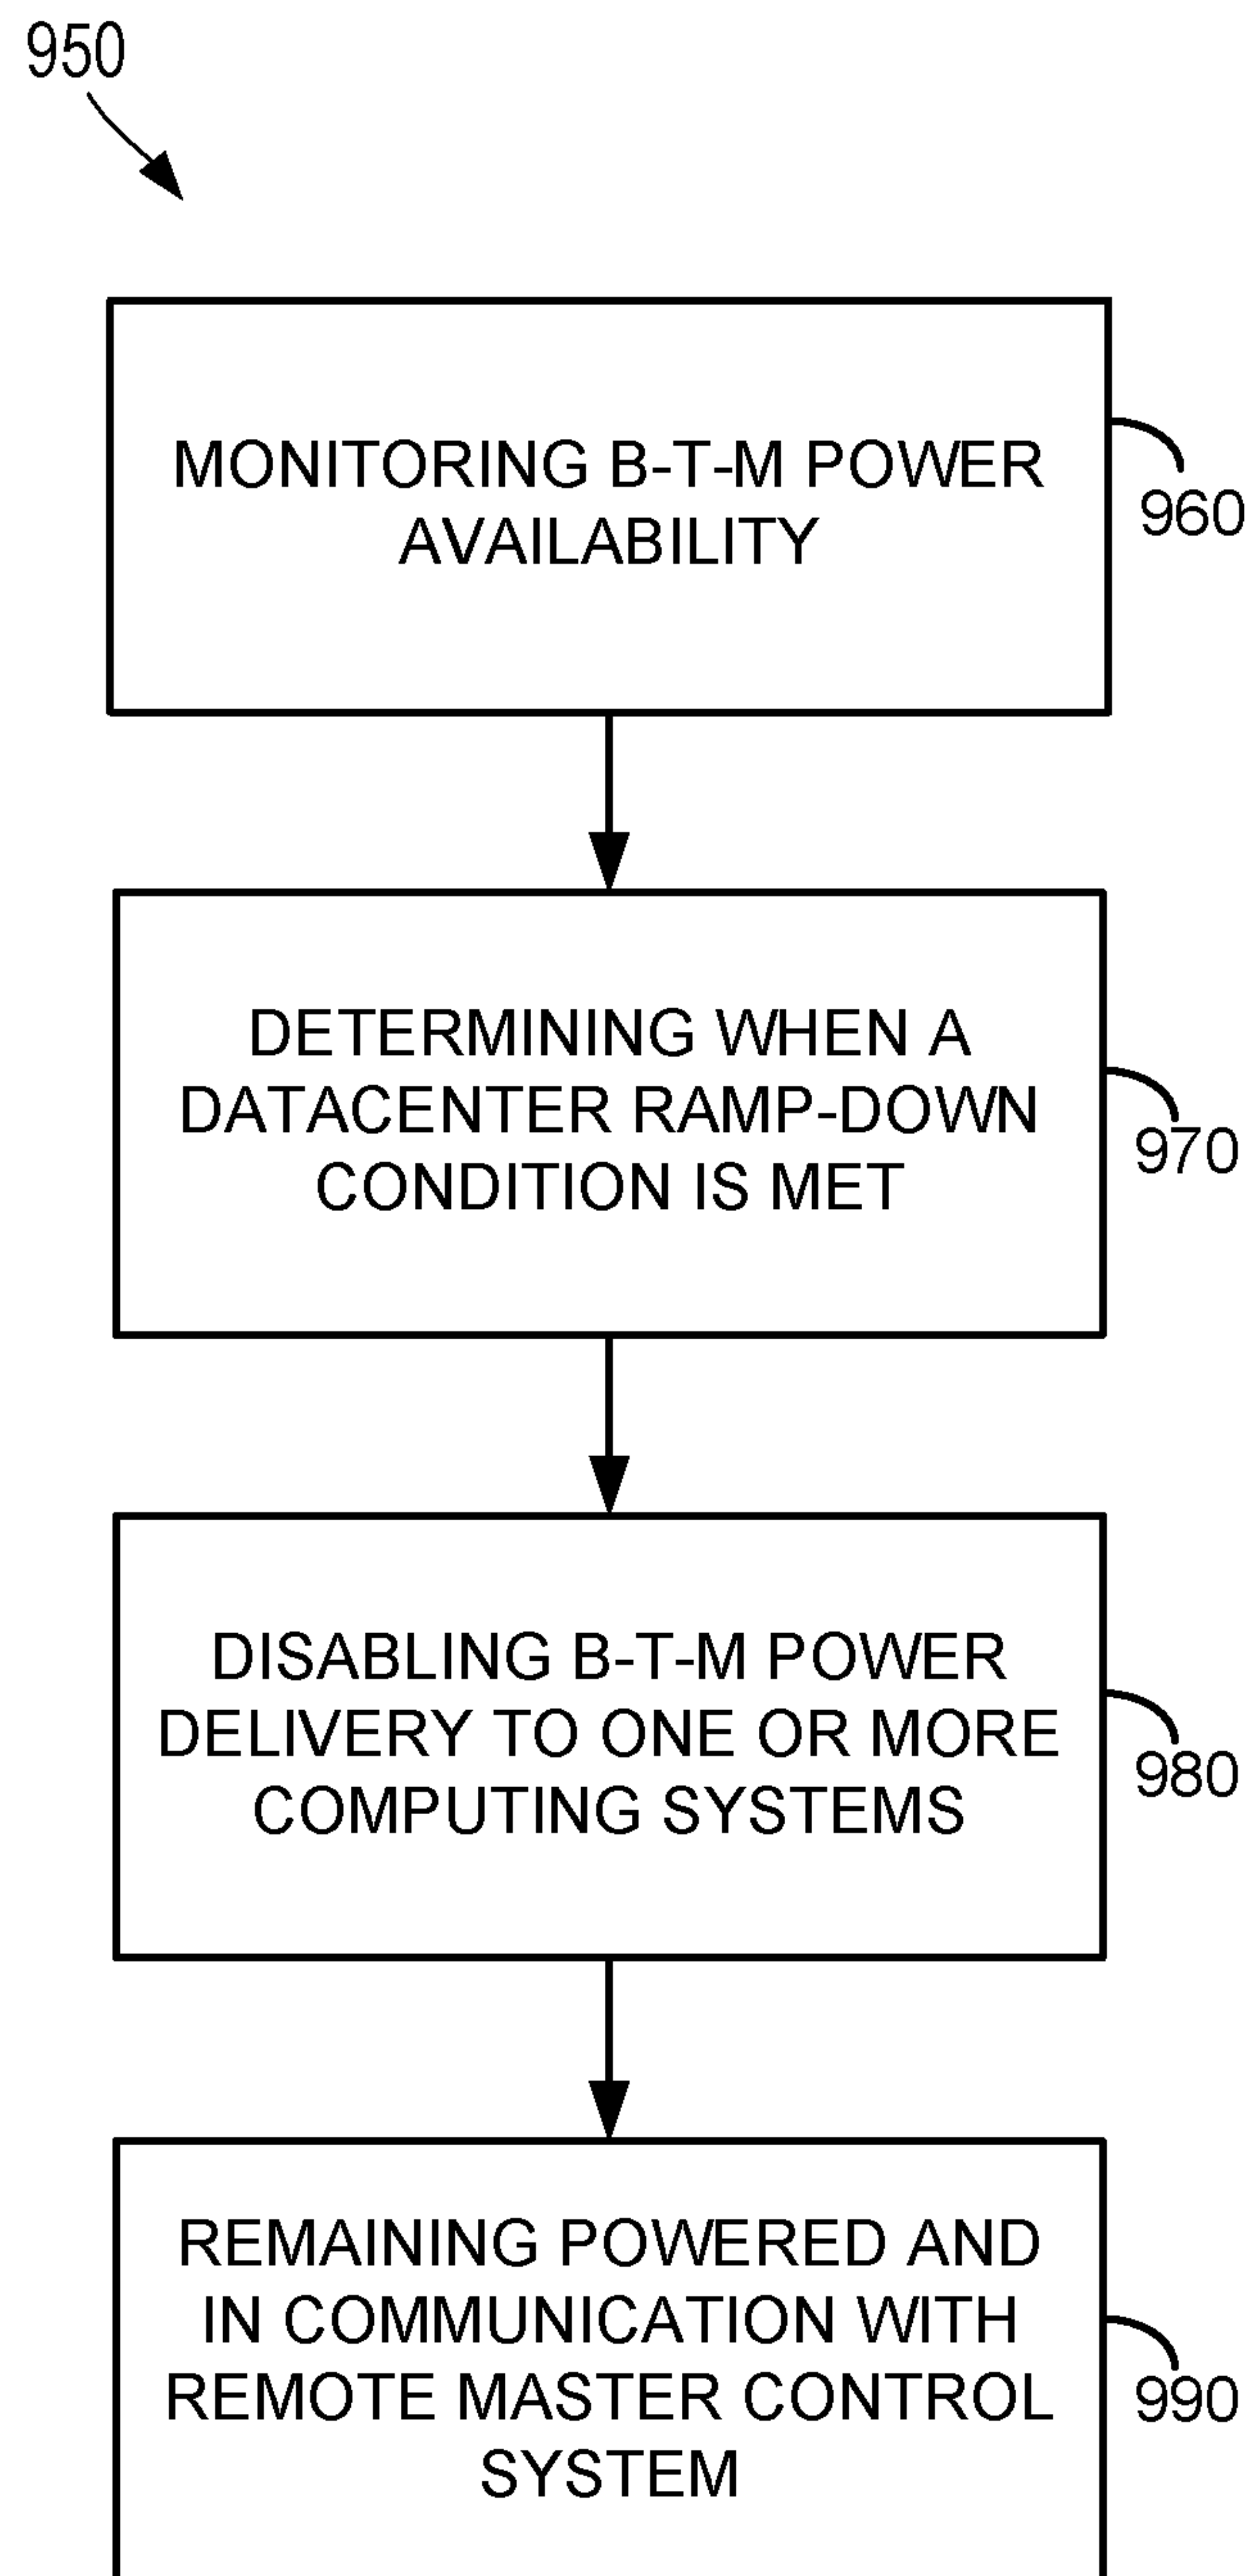 950
MONITORING B-T-M POWER
AVAILABILITY
960
DETERMINING WHEN A
DATACENTER RAMP-DOWN
CONDITION IS MET
970
DISABLING B-T-M POWER
DELIVERY TO ONE OR MORE
COMPUTING SYSTEMS
980
REMAINING POWERED AND
IN COMMUNICATION WITH
REMOTE MASTER CONTROL
SYSTEM
990